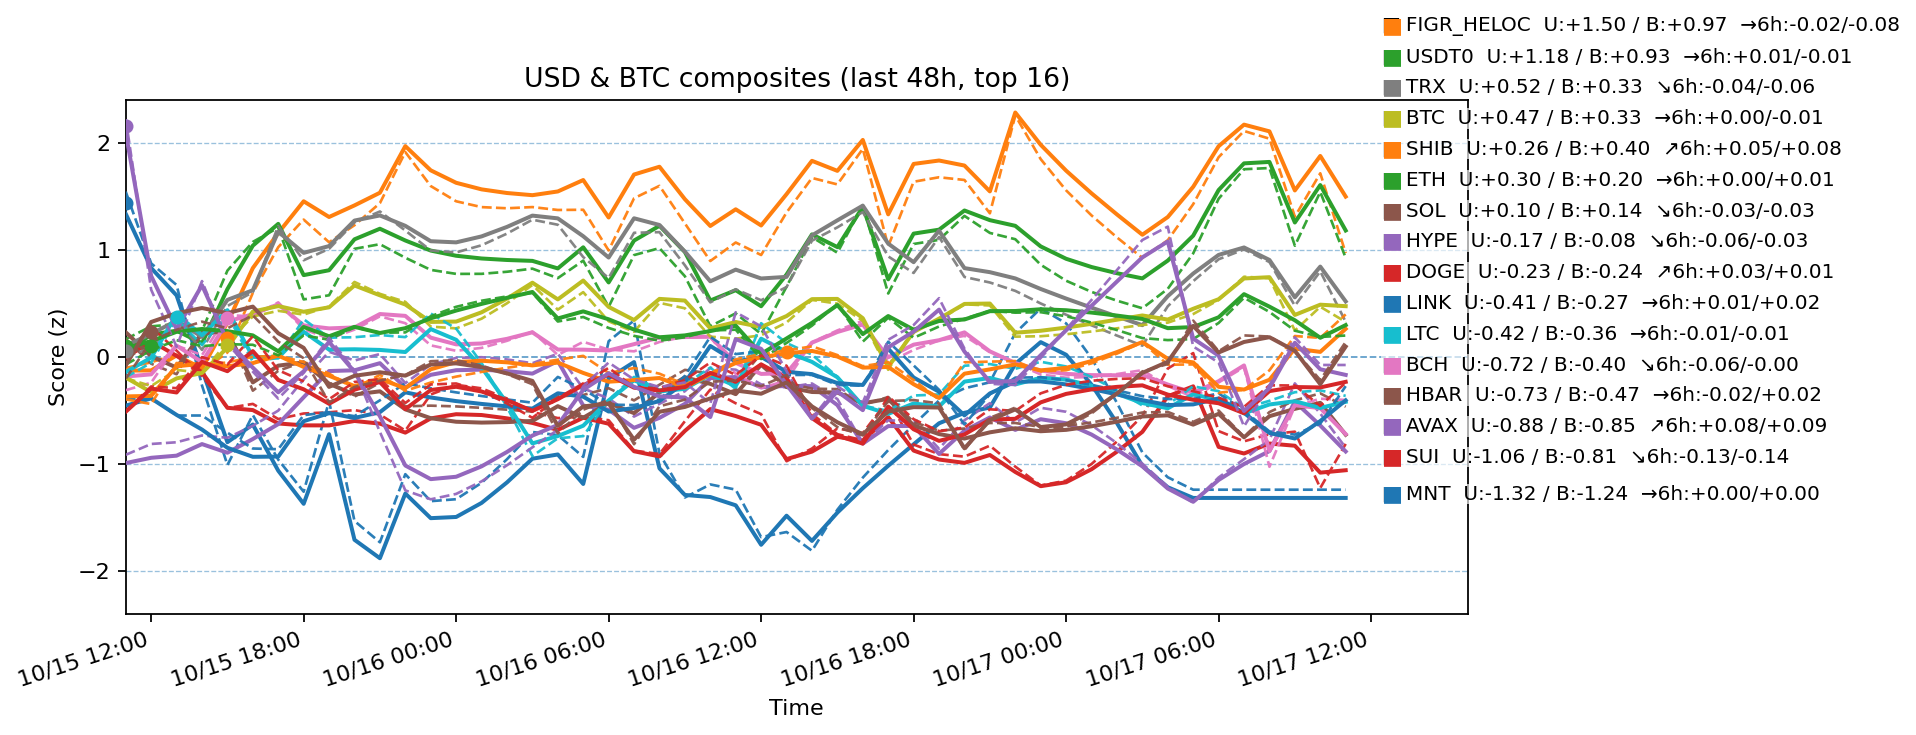 USD & BTC composites (last 48h, top 16)
FIGR_HELOC U:+1.50 / B:+0.97 →6h:-0.02/-0.08
USDT0 U:+1.18 / B:+0.93 →6h:+0.01/-0.01
TRX U:+0.52 / B:+0.33 ↘6h:-0.04/-0.06
BTC U:+0.47 / B:+0.33 →6h:+0.00/-0.01
SHIB U:+0.26 / B:+0.40 ↗6h:+0.05/+0.08
ETH U:+0.30 / B:+0.20 →6h:+0.00/+0.01
SOL U:+0.10 / B:+0.14 ↘6h:-0.03/-0.03
HYPE U:-0.17 / B:-0.08 ↘6h:-0.06/-0.03
DOGE U:-0.23 / B:-0.24 ↗6h:+0.03/+0.01
LINK U:-0.41 / B:-0.27 →6h:+0.01/+0.02
LTC U:-0.42 / B:-0.36 →6h:-0.01/-0.01
BCH U:-0.72 / B:-0.40 ↘6h:-0.06/-0.00
HBAR U:-0.73 / B:-0.47 →6h:-0.02/+0.02
AVAX U:-0.88 / B:-0.85 ↗6h:+0.08/+0.09
SUI U:-1.06 / B:-0.81 ↘6h:-0.13/-0.14
MNT U:-1.32 / B:-1.24 →6h:+0.00/+0.00
Score (z)
2
1
0
−1
−2
10/15 12:00
10/15 18:00
10/16 00:00
10/16 06:00
10/16 12:00
10/16 18:00
10/17 00:00
10/17 06:00
10/17 12:00
Time